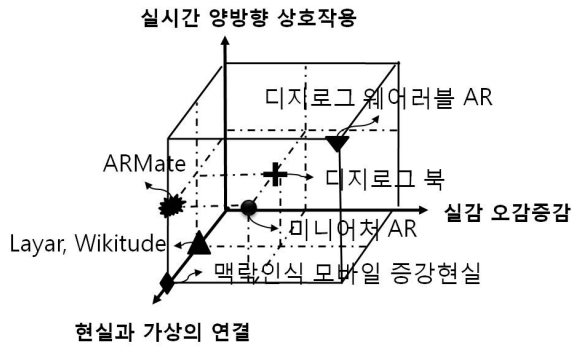 실시간 양방향 상호작용
디지로그 웨어러블 AR
ARMate
디지로그 북
실감 오감증감
미니어처 AR
Layar, Wikitude
맥락인식 모바일 증강현실
현실과 가상의 연결